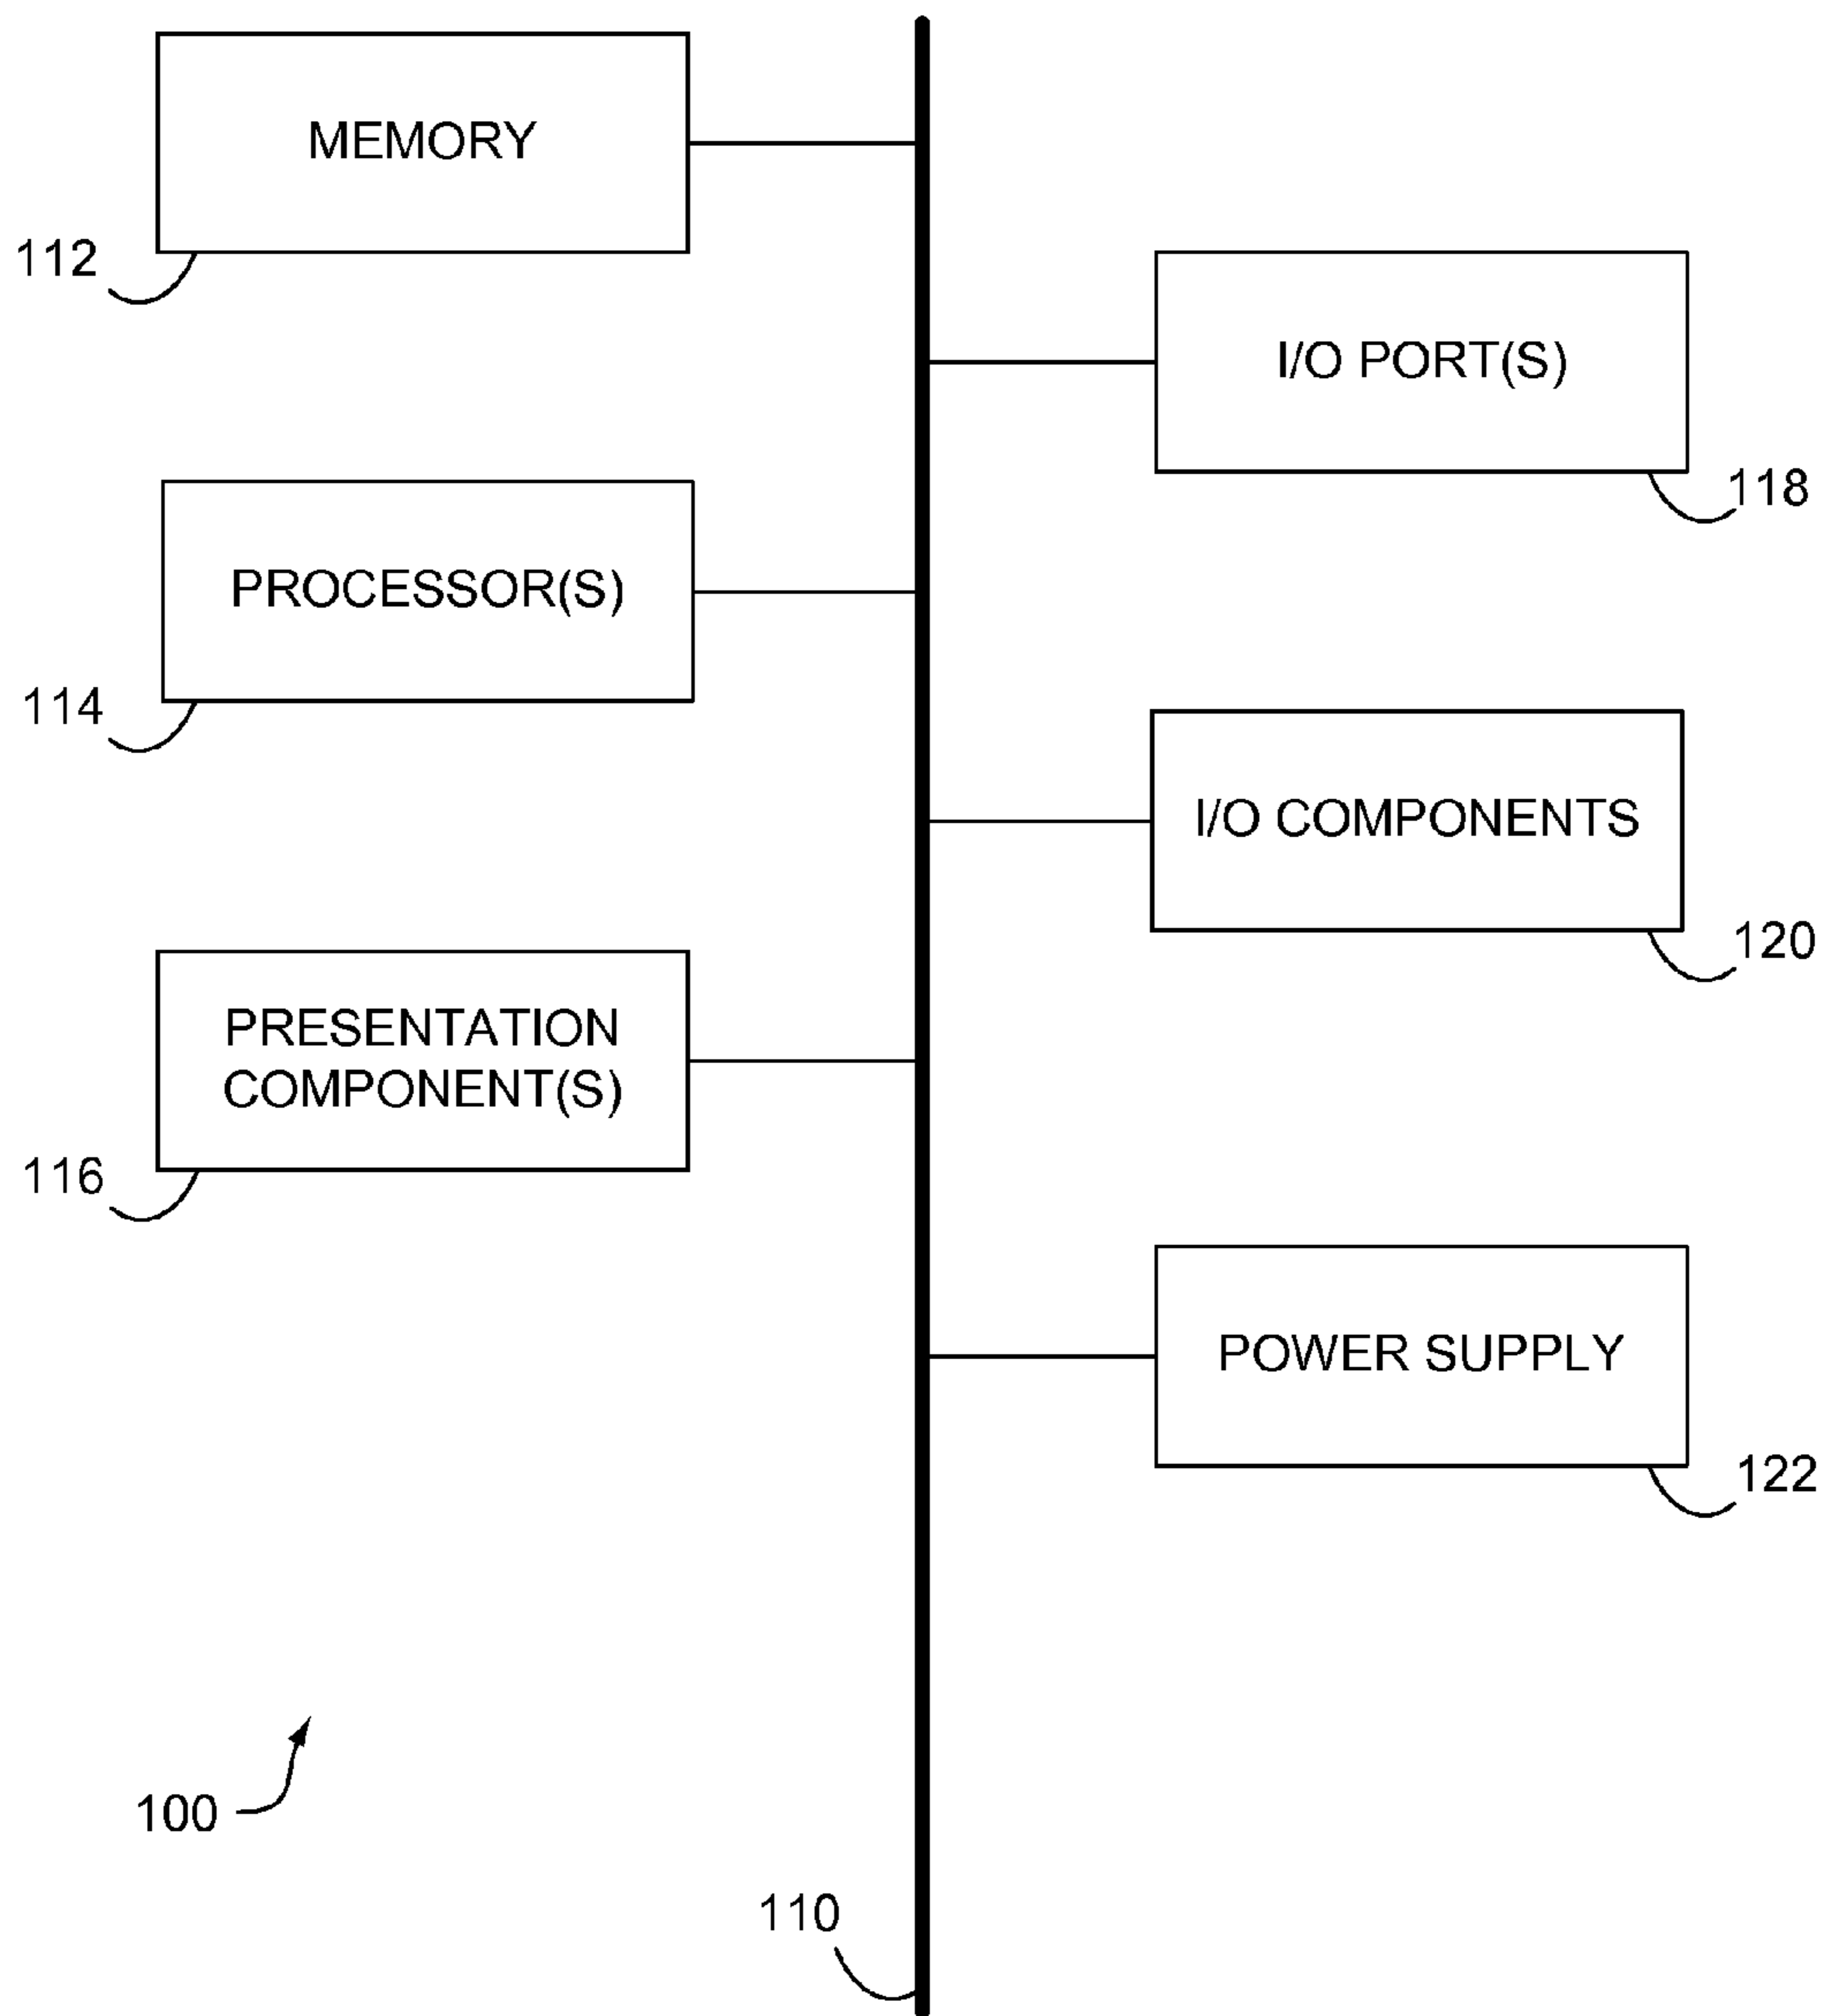 MEMORY
112
I/O PORT(S)
118
PROCESSOR(S)
114
I/O COMPONENTS
120
PRESENTATION
COMPONENT(S)
116
POWER SUPPLY
122
100
110